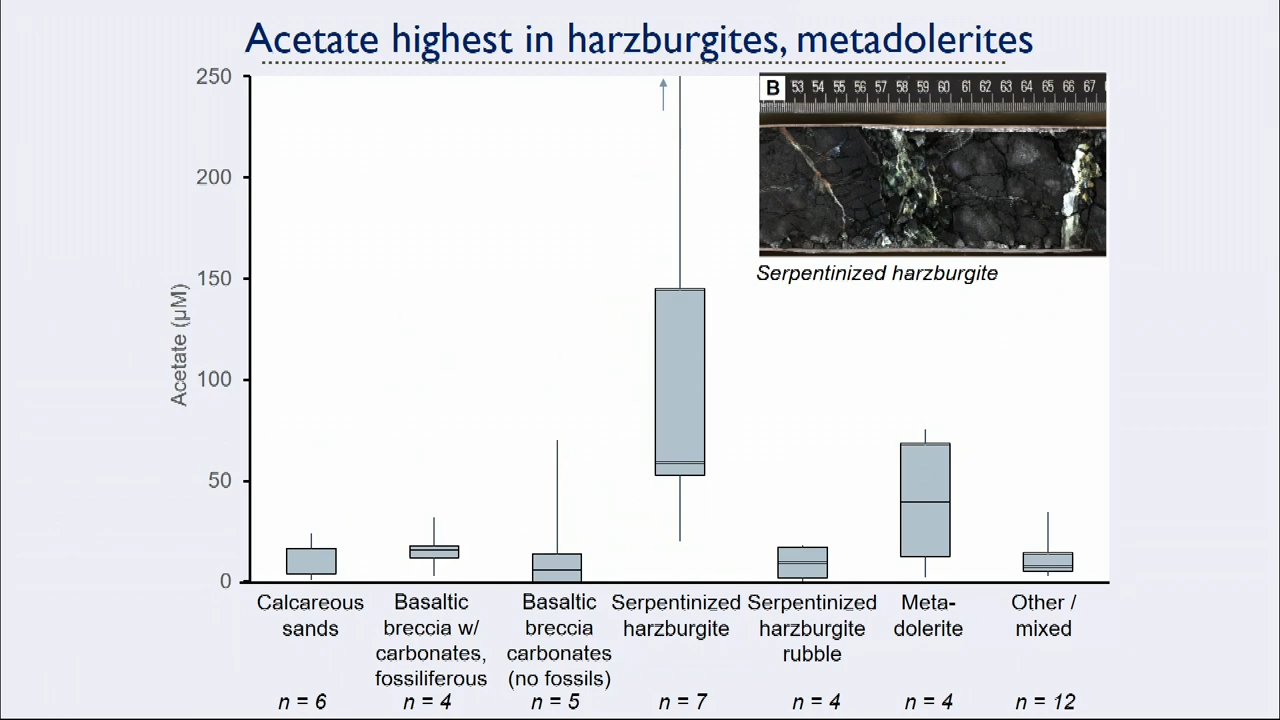 Acetate highest in harzburgites, metadolerites
250
200
150
100
50
0
Acetate (µM)
B 53 54 55 56 57 58 59 60 61 62 63 64 65 66 67
Serpentinized harzburgite
Calcareous
sands
n = 6
Basaltic
breccia w/
carbonates,
fossiliferous
n = 4
Basaltic
breccia
carbonates
(no fossils)
n = 5
Serpentinized
harzburgite
n = 7
Serpentinized
harzburgite
rubble
n = 4
Meta-
dolerite
n = 4
Other /
mixed
n = 12